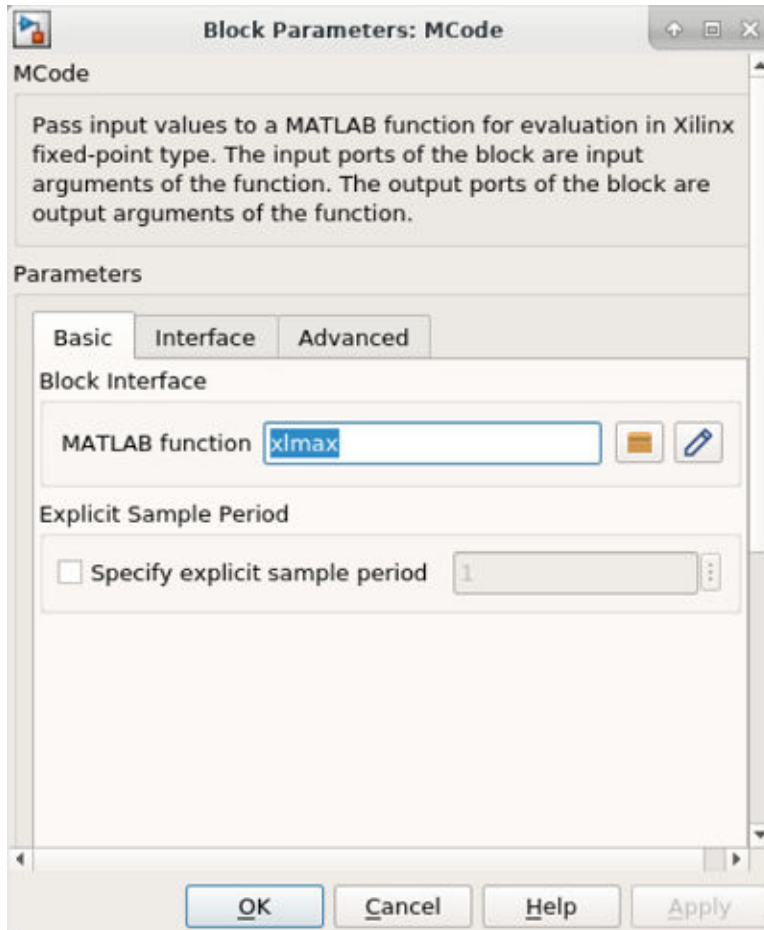 Block Parameters: MCode
MCode
Pass input values to a MATLAB function for evaluation in Xilinx
fixed-point type. The input ports of the block are input
arguments of the function. The output ports of the block are
output arguments of the function.
Parameters
Basic Interface Advanced
Block Interface
MATLAB function xlmax
Explicit Sample Period
Specify explicit sample period 1
OK Cancel Help Apply